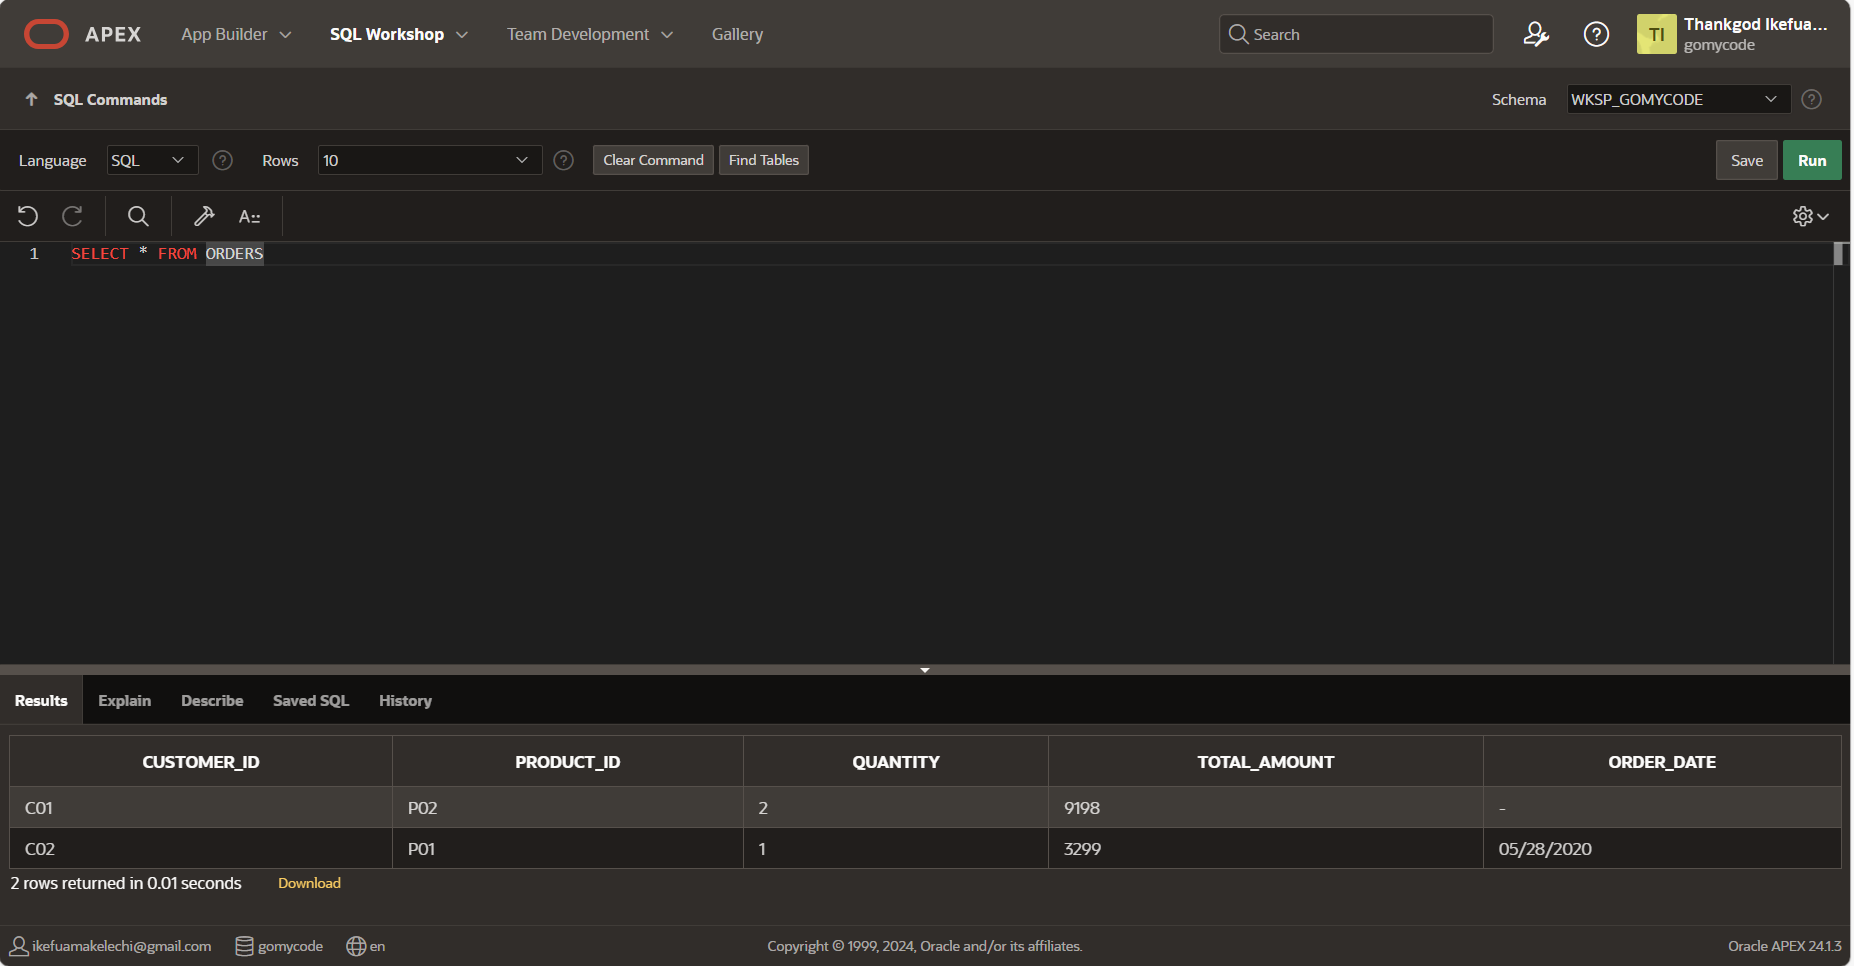 APEX App Builder SQL Workshop Team Development Gallery Search TI Thankgod Ikefua...
gomycode
SQL Commands Schema WKSP_GOMYCODE ?
Language SQL ? Rows 10 ? Clear Command Find Tables Save Run
A::
1 SELECT * FROM ORDERS
Results Explain Describe Saved SQL History
CUSTOMER_ID PRODUCT_ID QUANTITY TOTAL_AMOUNT ORDER_DATE
C01 P02 2 9198 -
C02 P01 1 3299 05/28/2020
2 rows returned in 0.01 seconds Download
ikefuamakelechi@gmail.com gomycode en Copyright © 1999, 2024, Oracle and/or its affiliates. Oracle APEX 24.1.3